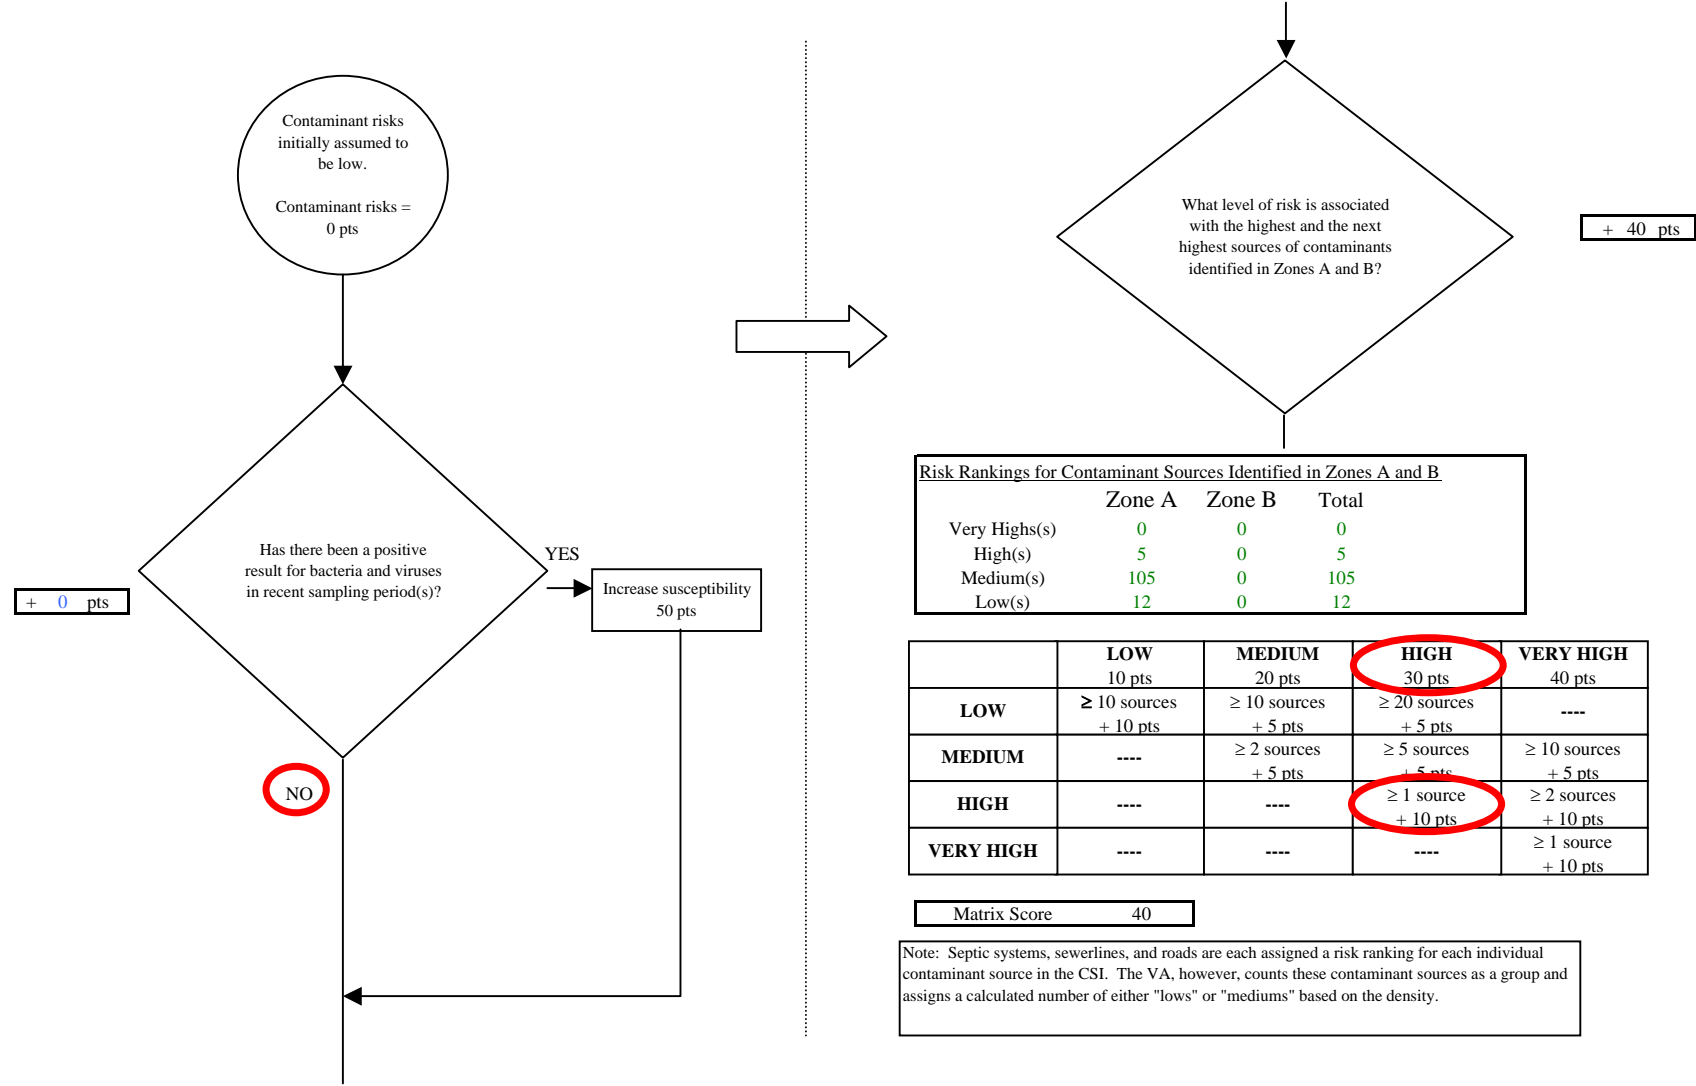 Contaminant risks
initially assumed to
be low.
Contaminant risks =
0 pts
Has there been a positive
result for bacteria and viruses
in recent sampling period(s)?
YES
Increase susceptibility
50 pts
+ 0 pts
NO
What level of risk is associated
with the highest and the next
highest sources of contaminants
identified in Zones A and B?
+ 40 pts
Risk Rankings for Contaminant Sources Identified in Zones A and B
Zone A Zone B Total
Very Highs(s) 0 0 0
High(s) 5 0 5
Medium(s) 105 0 105
Low(s) 12 0 12
LOW MEDIUM HIGH VERY HIGH
10 pts 20 pts 30 pts 40 pts
LOW ≥ 10 sources ≥ 10 sources ≥ 20 sources ----
+ 10 pts + 5 pts + 5 pts
MEDIUM ---- ≥ 2 sources ≥ 5 sources ≥ 10 sources
+ 5 pts + 5 pts + 5 pts
HIGH ---- ---- ≥ 1 source ≥ 2 sources
+ 10 pts + 10 pts
VERY HIGH ---- ---- ---- ≥ 1 source
+ 10 pts
Matrix Score 40
Note: Septic systems, sewerlines, and roads are each assigned a risk ranking for each individual
contaminant source in the CSI. The VA, however, counts these contaminant sources as a group and
assigns a calculated number of either "lows" or "mediums" based on the density.